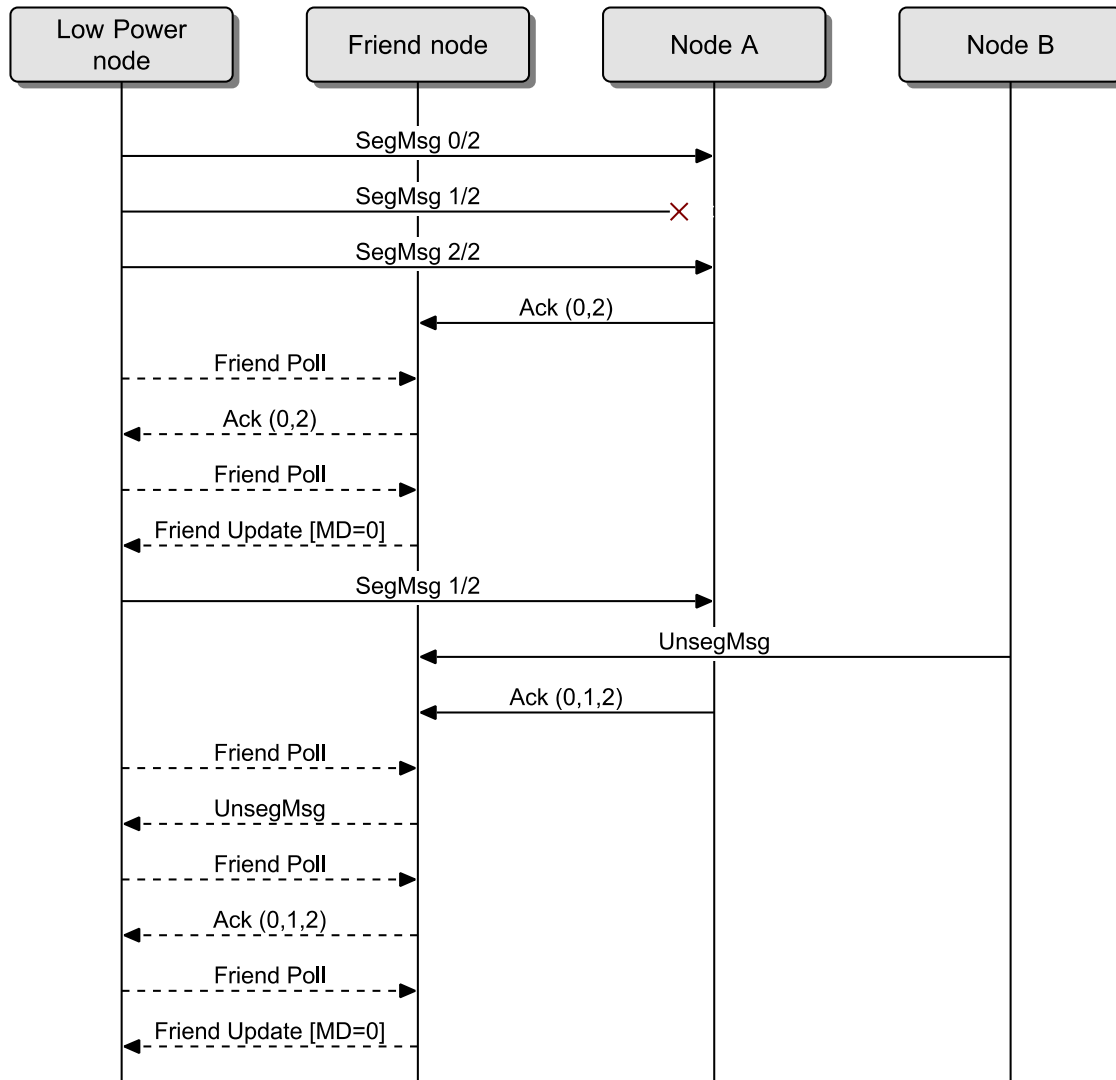 Low Power
node
Friend node
Node A
Node B
SegMsg 0/2
SegMsg 1/2
SegMsg 2/2
Ack (0,2)
Friend Poll
Ack (0,2)
Friend Poll
Friend Update [MD=0]
SegMsg 1/2
UnsegMsg
Ack (0,1,2)
Friend Poll
UnsegMsg
Friend Poll
Ack (0,1,2)
Friend Poll
Friend Update [MD=0]